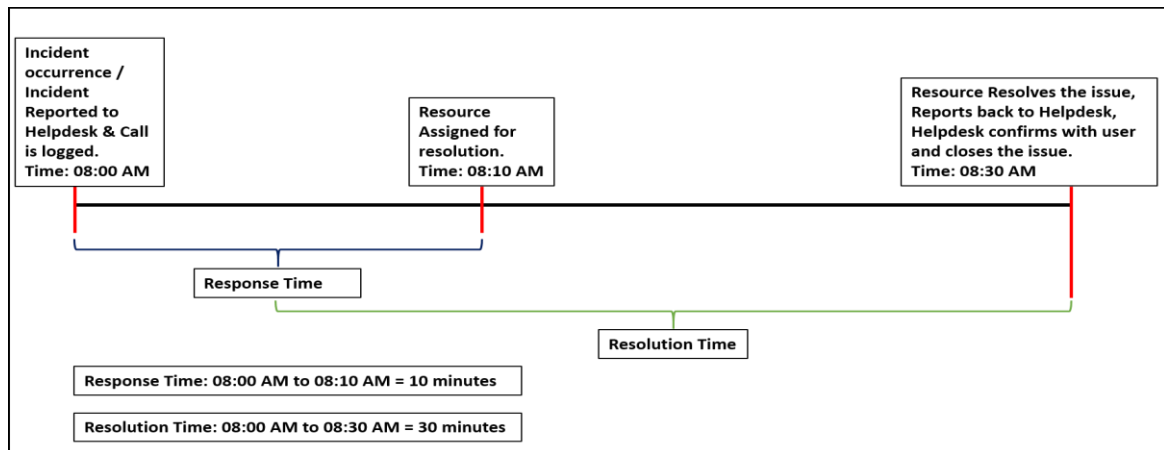 Incident
occurrence /
Incident
Reported to
Helpdesk & Call
is logged.
Time: 08:00 AM
Resource
Assigned for
resolution.
Time: 08:10 AM
Resource Resolves the issue,
Reports back to Helpdesk,
Helpdesk confirms with user
and closes the issue.
Time: 08:30 AM
Response Time
Resolution Time
Response Time: 08:00 AM to 08:10 AM = 10 minutes
Resolution Time: 08:00 AM to 08:30 AM = 30 minutes